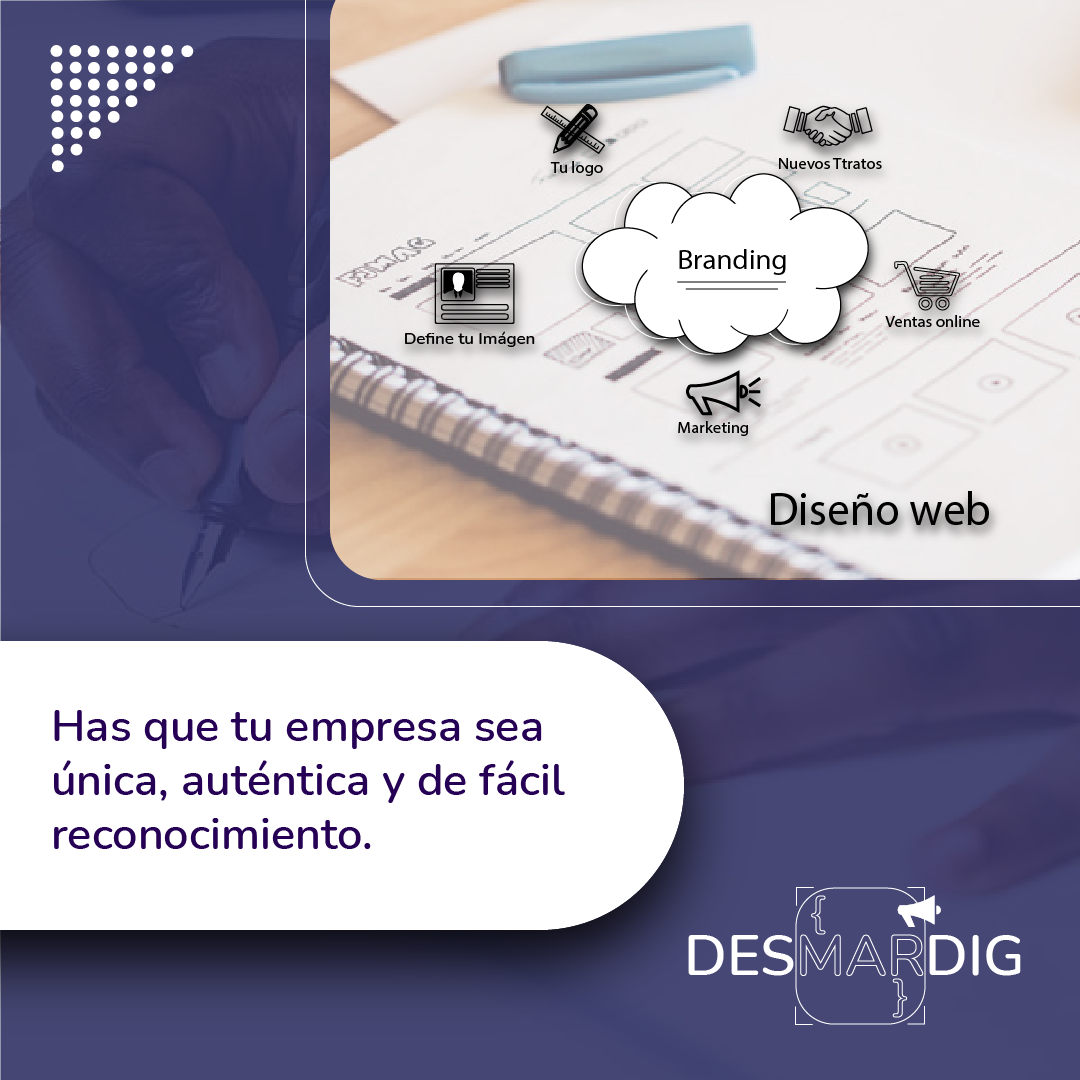 Tu logo
Nuevos Ttratos
Branding
Define tu Imágen
Ventas online
Marketing
Diseño web
Has que tu empresa sea
única, auténtica y de fácil
reconocimiento.
{
DESMARDIG
}